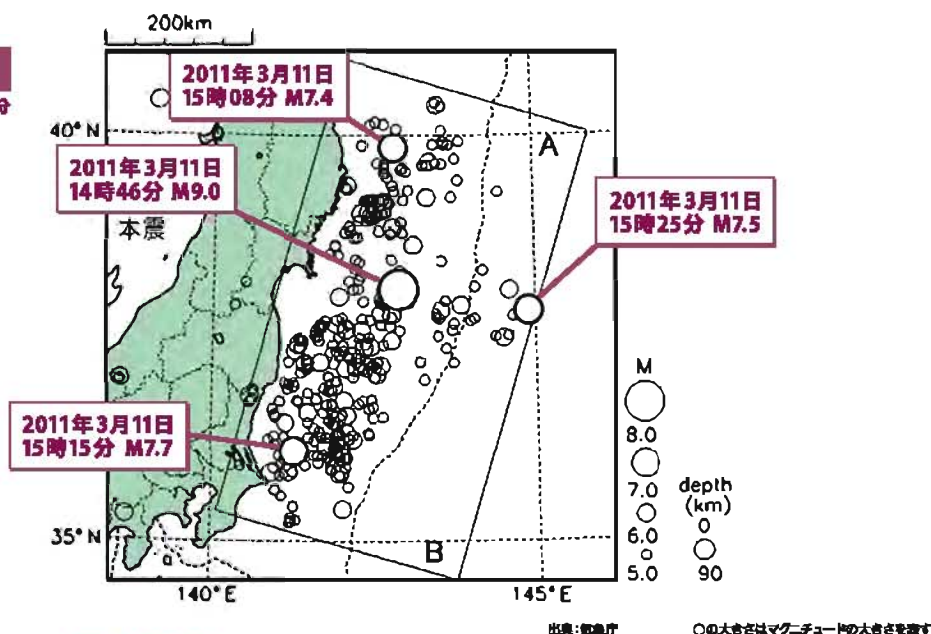 200km
分
2011年3月11日
15時08分 M7.4
40°N
A
2011年3月11日
14時46分 M9.0
本震
2011年3月11日
15時25分 M7.5
2011年3月11日
15時15分 M7.7
M
8.0
7.0
6.0
5.0
depth
(km)
0
90
35°N
B
140°E
145°E
出典:気象庁
○の大きさはマグニチュードの大きさを表す